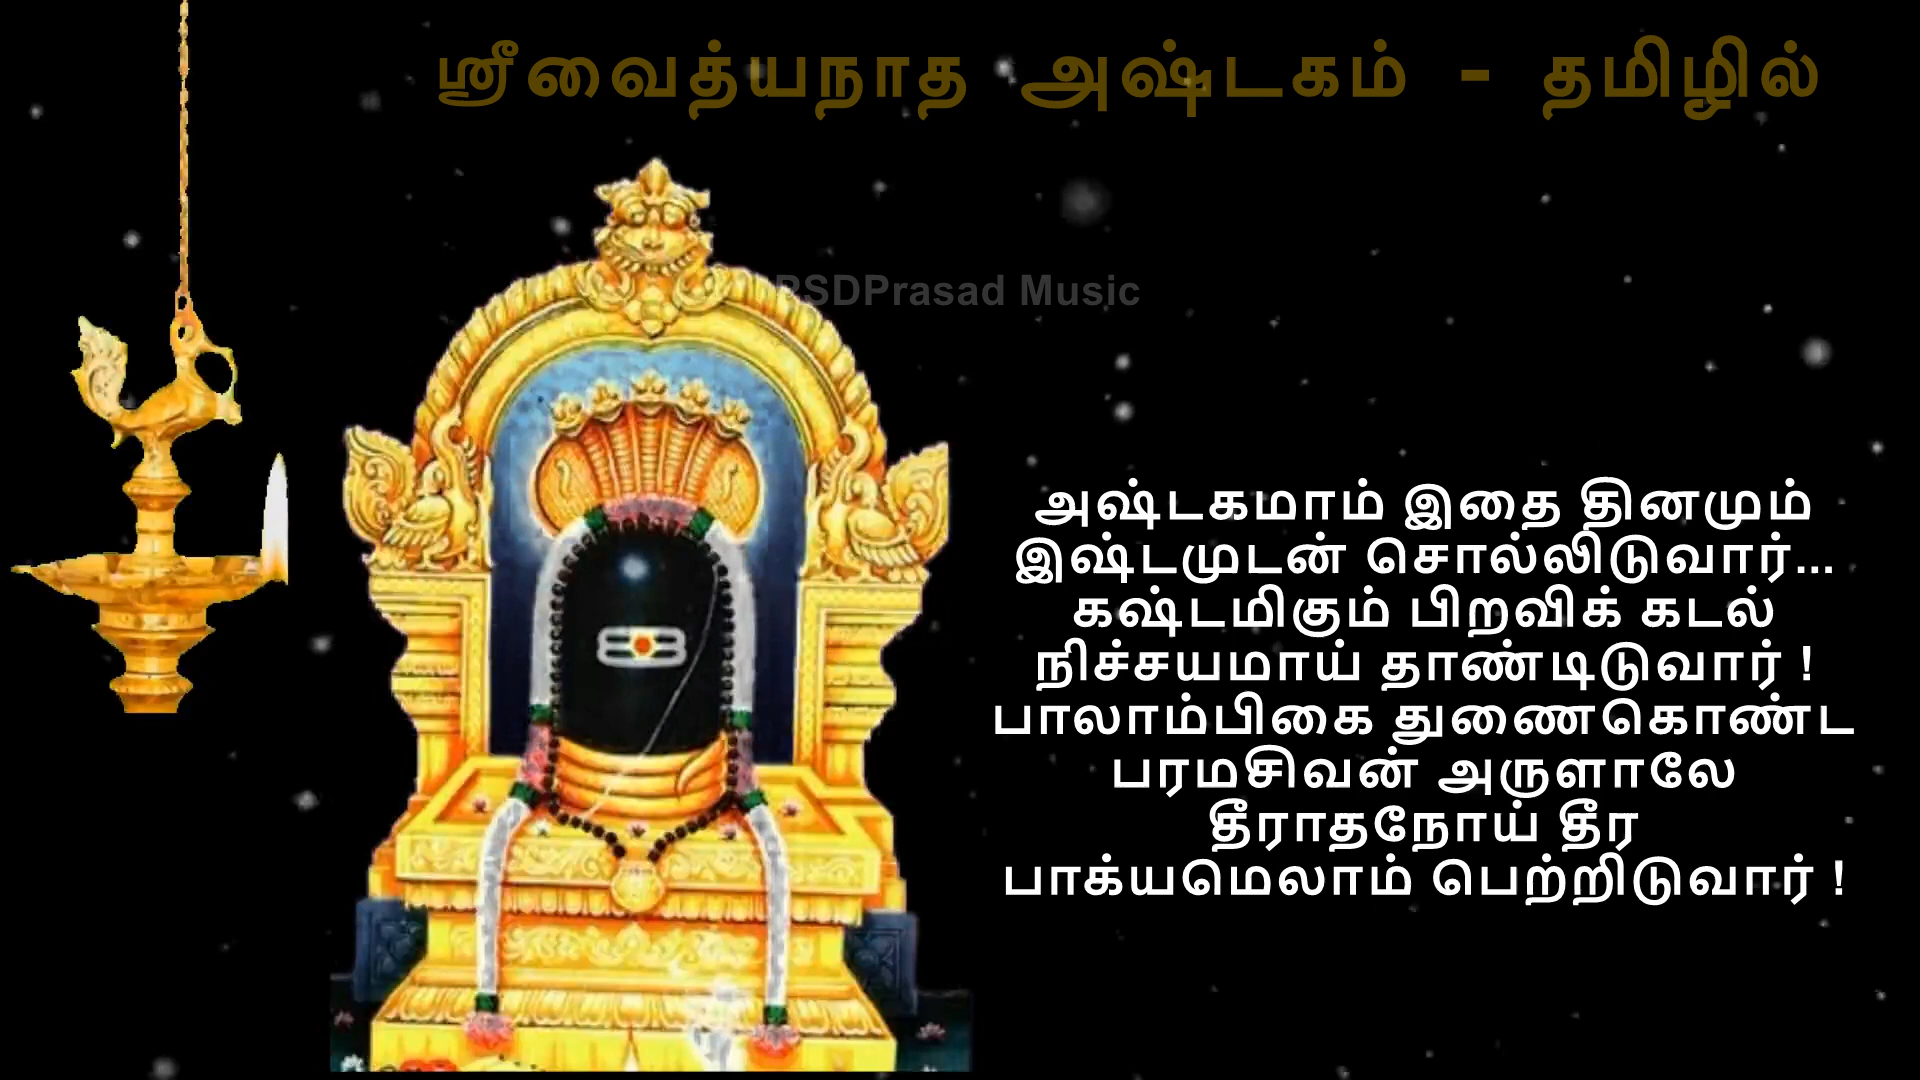 ஸ்ரீவைத்யநாத அஷ்டகம் - தமிழில்
PSDPrasad Music
அஷ்டகமாம் இதை தினமும்
இஷ்டமுடன் சொல்லிடுவார்...
கஷ்டமிகும் பிறவிக் கடல்
நிச்சயமாய் தாண்டிடுவார் !
பாலாம்பிகை துணைகொண்ட
பரமசிவன் அருளாலே
தீராதநோய் தீர
பாக்யமெலாம் பெற்றிடுவார் !